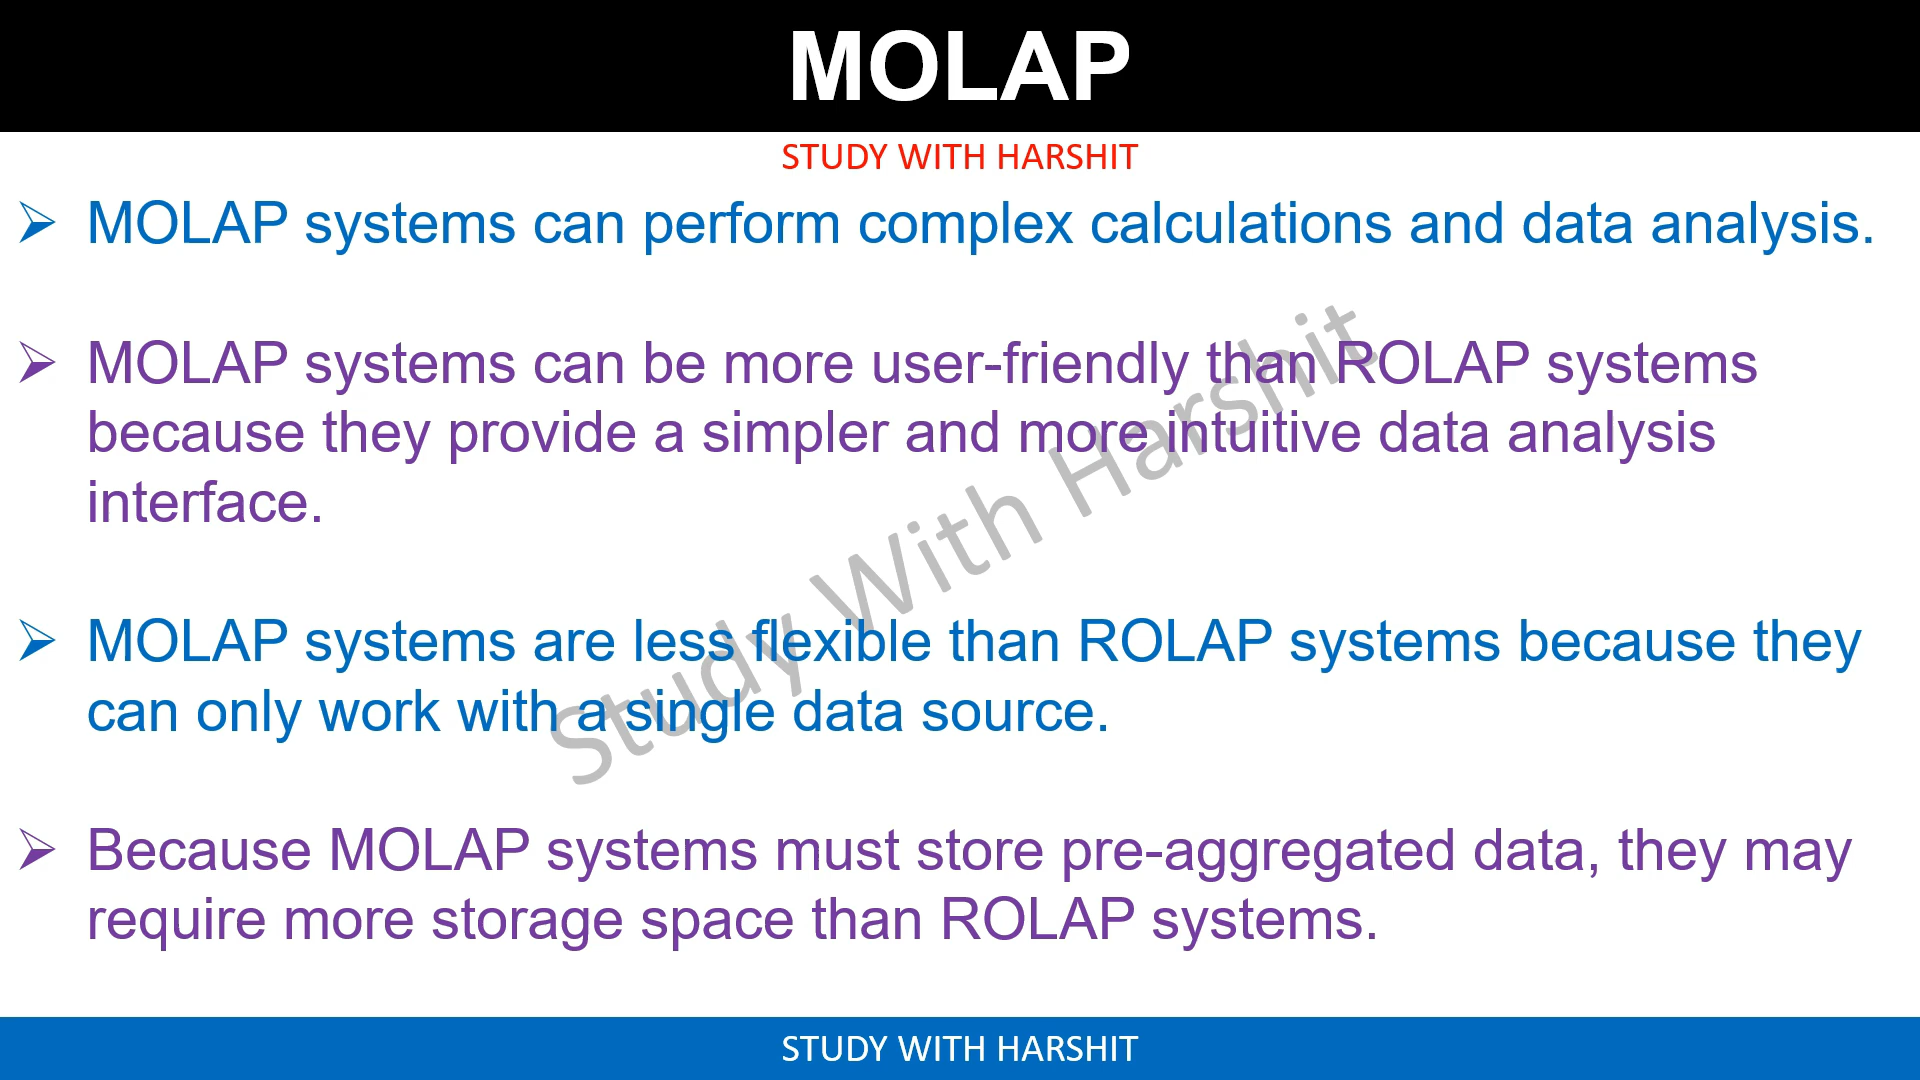 MOLAP
STUDY WITH HARSHIT
➢ MOLAP systems can perform complex calculations and data analysis.
➢ MOLAP systems can be more user-friendly than ROLAP systems
because they provide a simpler and more intuitive data analysis
interface.
➢ MOLAP systems are less flexible than ROLAP systems because they
can only work with a single data source.
➢ Because MOLAP systems must store pre-aggregated data, they may
require more storage space than ROLAP systems.
Study With Harshit
STUDY WITH HARSHIT